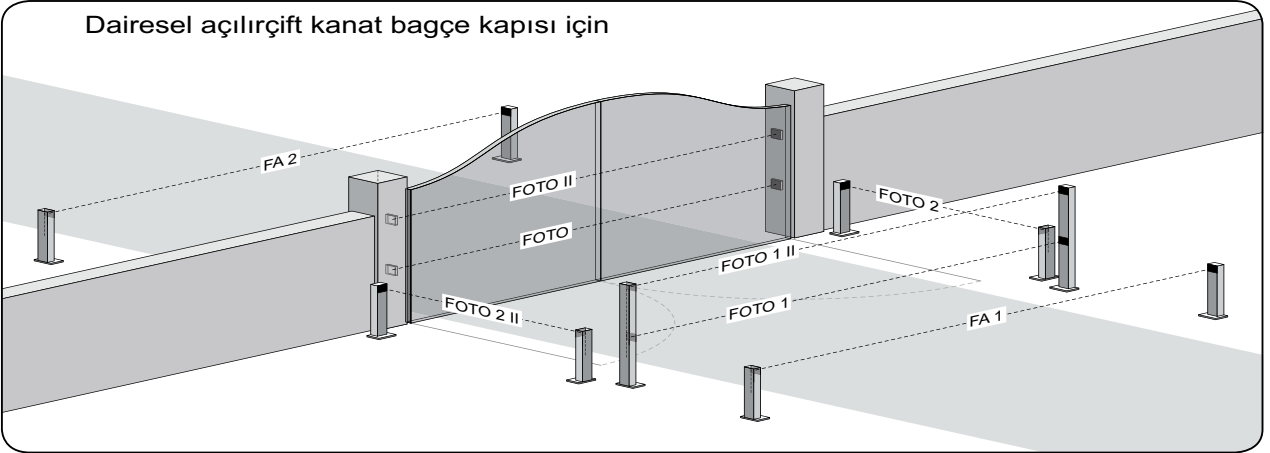 Dairesel açılırçift kanat bagçe kapısı için
FA 2
FOTO II
FOTO 2
FOTO
FOTO 1 II
FOTO 2 II
FOTO 1
FA 1